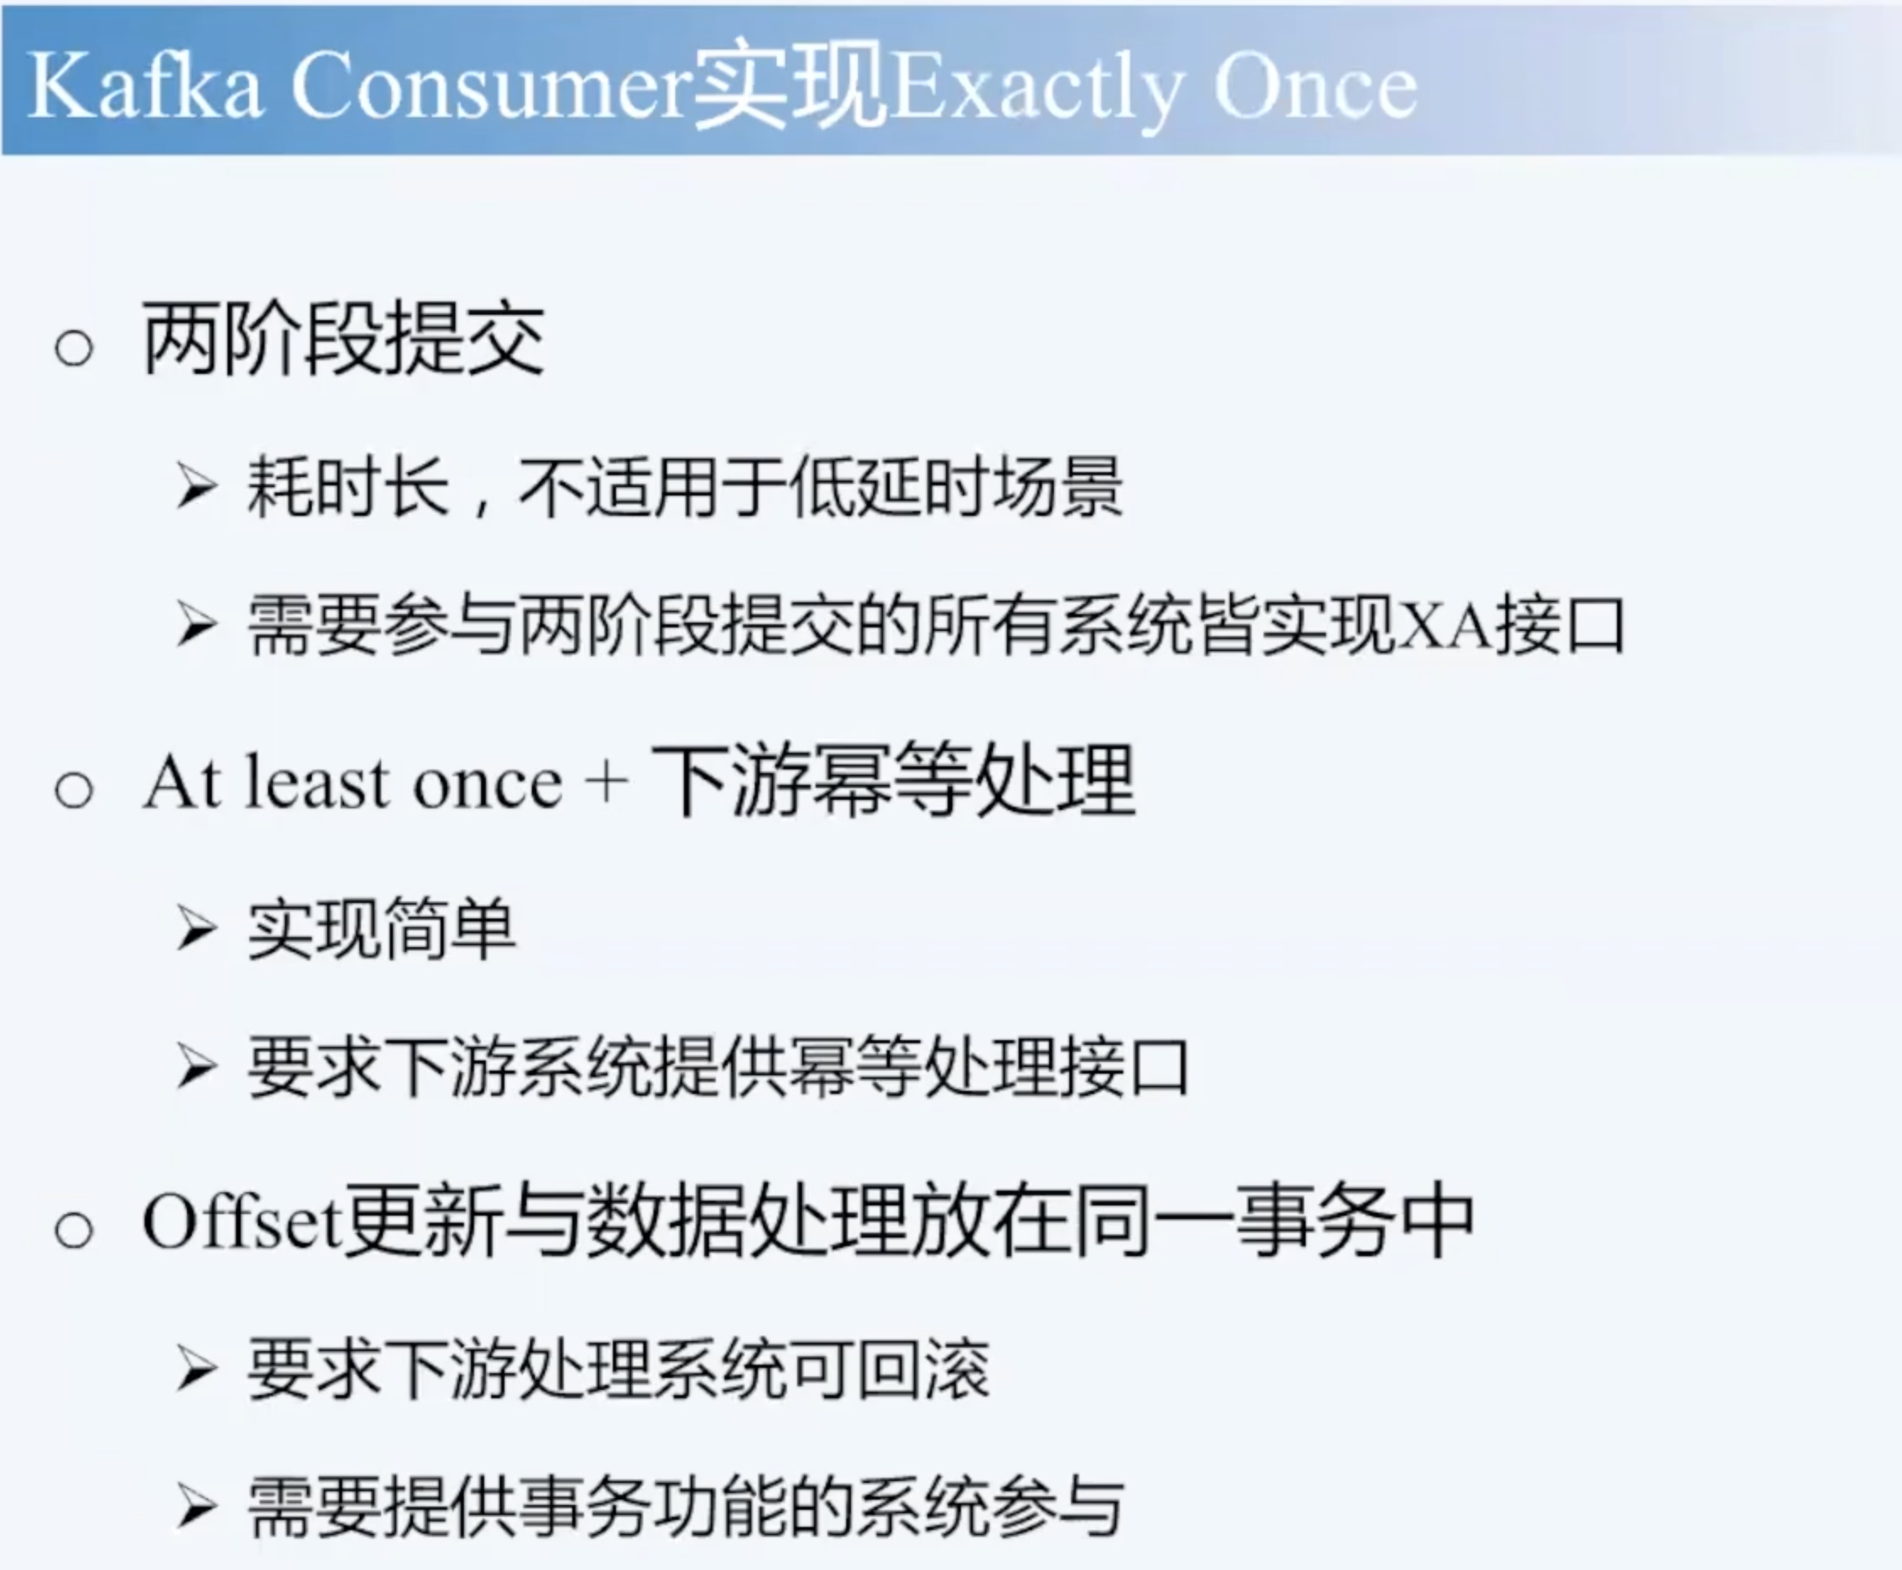 Kafka Consumer实现Exactly Once
两阶段提交
耗时长，不适用于低延时场景
需要参与两阶段提交的所有系统皆实现XA接口
At least once + 下游幂等处理
实现简单
要求下游系统提供幂等处理接口
Offset更新与数据处理放在同一事务中
要求下游处理系统可回滚
需要提供事务功能的系统参与